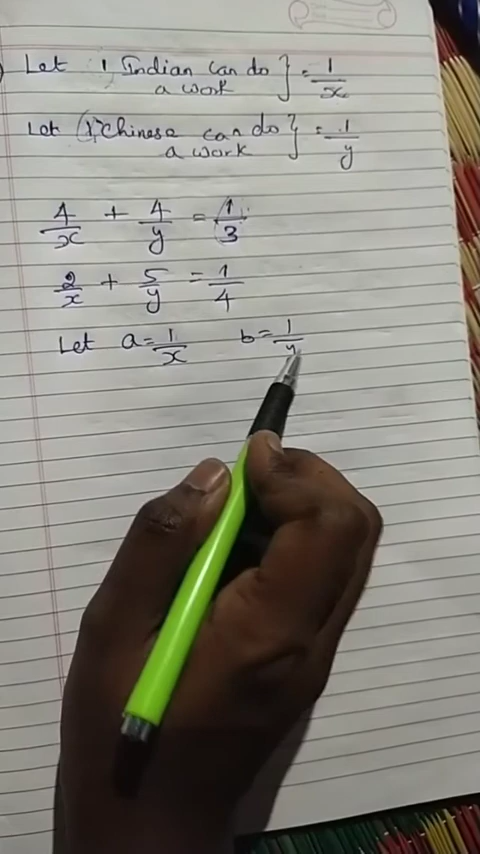 Let 1, Indian can do } = 1/x
a work
Let (1) Chinese can do } = 1/y
a work
4/x + 4/y = 1/3
2/x + 5/y = 1/4
Let a = 1/x b = 1/y